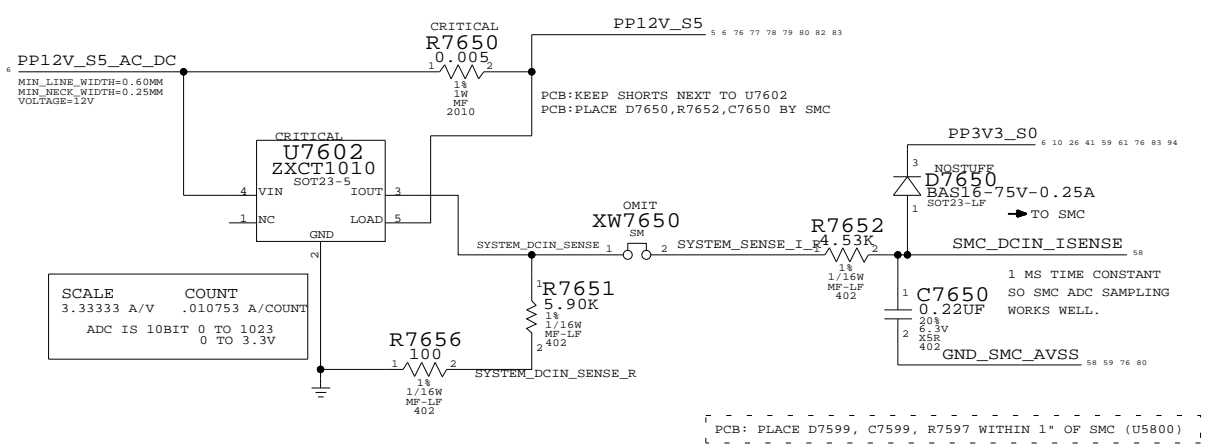 CRITICAL
R7650
0.005
1 2
1%
1W
MF
2010
PP12V_S5
5 6 76 77 78 79 80 82 83
6
PP12V_S5_AC_DC
MIN_LINE_WIDTH=0.60MM
MIN_NECK_WIDTH=0.25MM
VOLTAGE=12V
PCB:KEEP SHORTS NEXT TO U7602
PCB:PLACE D7650,R7652,C7650 BY SMC
CRITICAL
U7602
ZXCT1010
SOT23-5
4 VIN IOUT 3
1 NC LOAD 5
GND
2
PP3V3_S0
6 10 26 41 59 61 76 83 94
3
NOSTUFF
D7650
BAS16-75V-0.25A
SOT23-LF
1
TO SMC
OMIT
XW7650
SM
SYSTEM_DCIN_SENSE
1 2
SYSTEM_SENSE_I_R
R7652
4.53K
1 2
1%
1/16W
MF-LF
402
SMC_DCIN_ISENSE
58
1 MS TIME CONSTANT
SO SMC ADC SAMPLING
WORKS WELL.
1
C7650
0.22UF
20%
6.3V
X5R
402
2
GND_SMC_AVSS
58 59 76 80
1
R7651
5.90K
1%
1/16W
MF-LF
402
2
SYSTEM_DCIN_SENSE_R
R7656
100
1 2
1%
1/16W
MF-LF
402
SCALE COUNT
3.33333 A/V .010753 A/COUNT
ADC IS 10BIT 0 TO 1023
0 TO 3.3V
PCB: PLACE D7599, C7599, R7597 WITHIN 1" OF SMC (U5800)